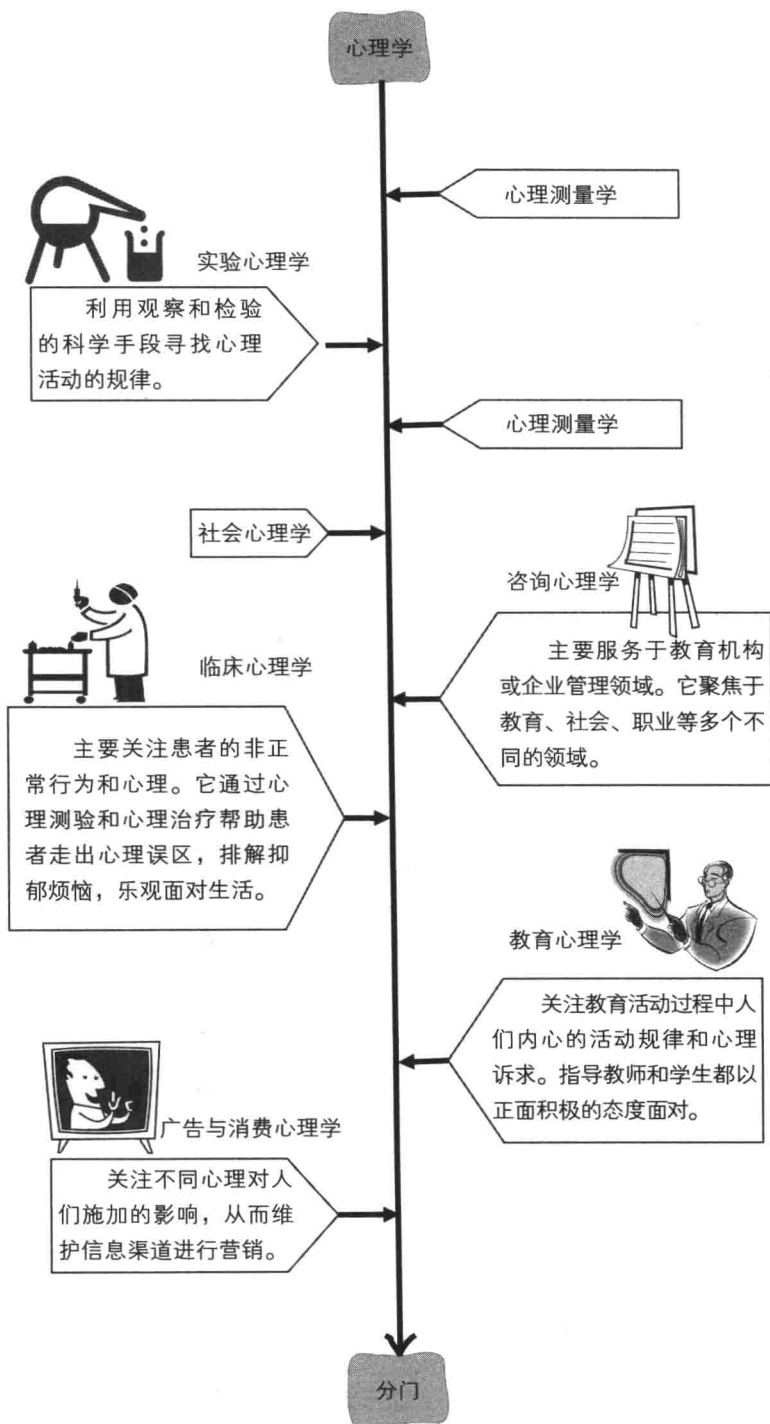 心理学
心理测量学
实验心理学
利用观察和检验
的科学手段寻找心理
活动的规律。
心理测量学
社会心理学
咨询心理学
主要服务于教育机构
或企业管理领域。它聚焦于
教育、社会、职业等多个不
同的领域。
临床心理学
主要关注患者的非正
常行为和心理。它通过心
理测验和心理治疗帮助患
者走出心理误区，排解抑
郁烦恼，乐观面对生活。
教育心理学
关注教育活动过程中人
们内心的活动规律和心理
诉求。指导教师和学生都以
正面积极的态度面对。
广告与消费心理学
关注不同心理对人
们施加的影响，从而维
护信息渠道进行营销。
分门